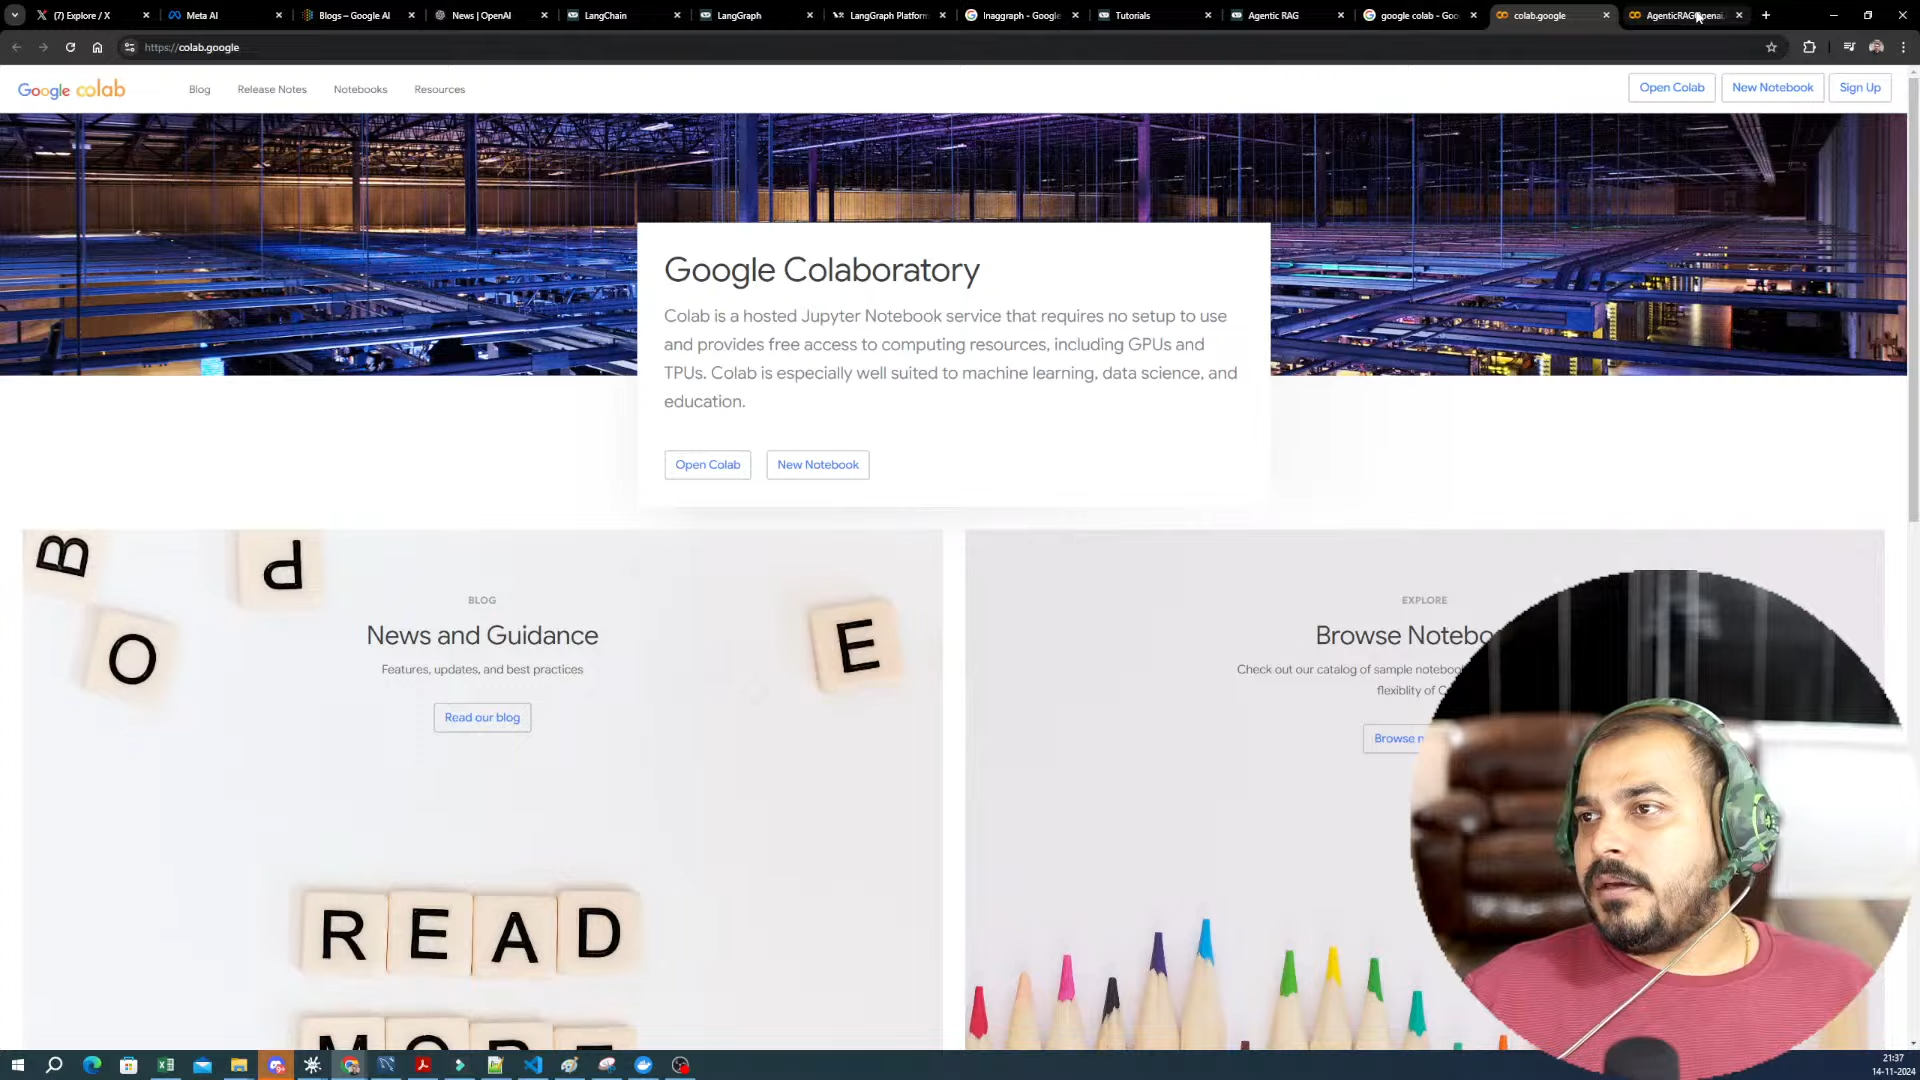 (7) Explore / X
Meta AI
Blogs – Google AI
News | OpenAI
LangChain
LangGraph
LangGraph Platform
lnaggraph - Google
Tutorials
Agentic RAG
google colab - Goo
colab.google
AgenticRAGOpenai.
https://colab.google
Google colab
Blog
Release Notes
Notebooks
Resources
Open Colab
New Notebook
Sign Up
Google Colaboratory
Colab is a hosted Jupyter Notebook service that requires no setup to use
and provides free access to computing resources, including GPUs and
TPUs. Colab is especially well suited to machine learning, data science, and
education.
Open Colab
New Notebook
B
P
O
E
BLOG
News and Guidance
Features, updates, and best practices
Read our blog
READ
EXPLORE
Browse Notebo
Check out our catalog of sample noteboo
flexiblity of C
Browse n
21:37
14-11-2024